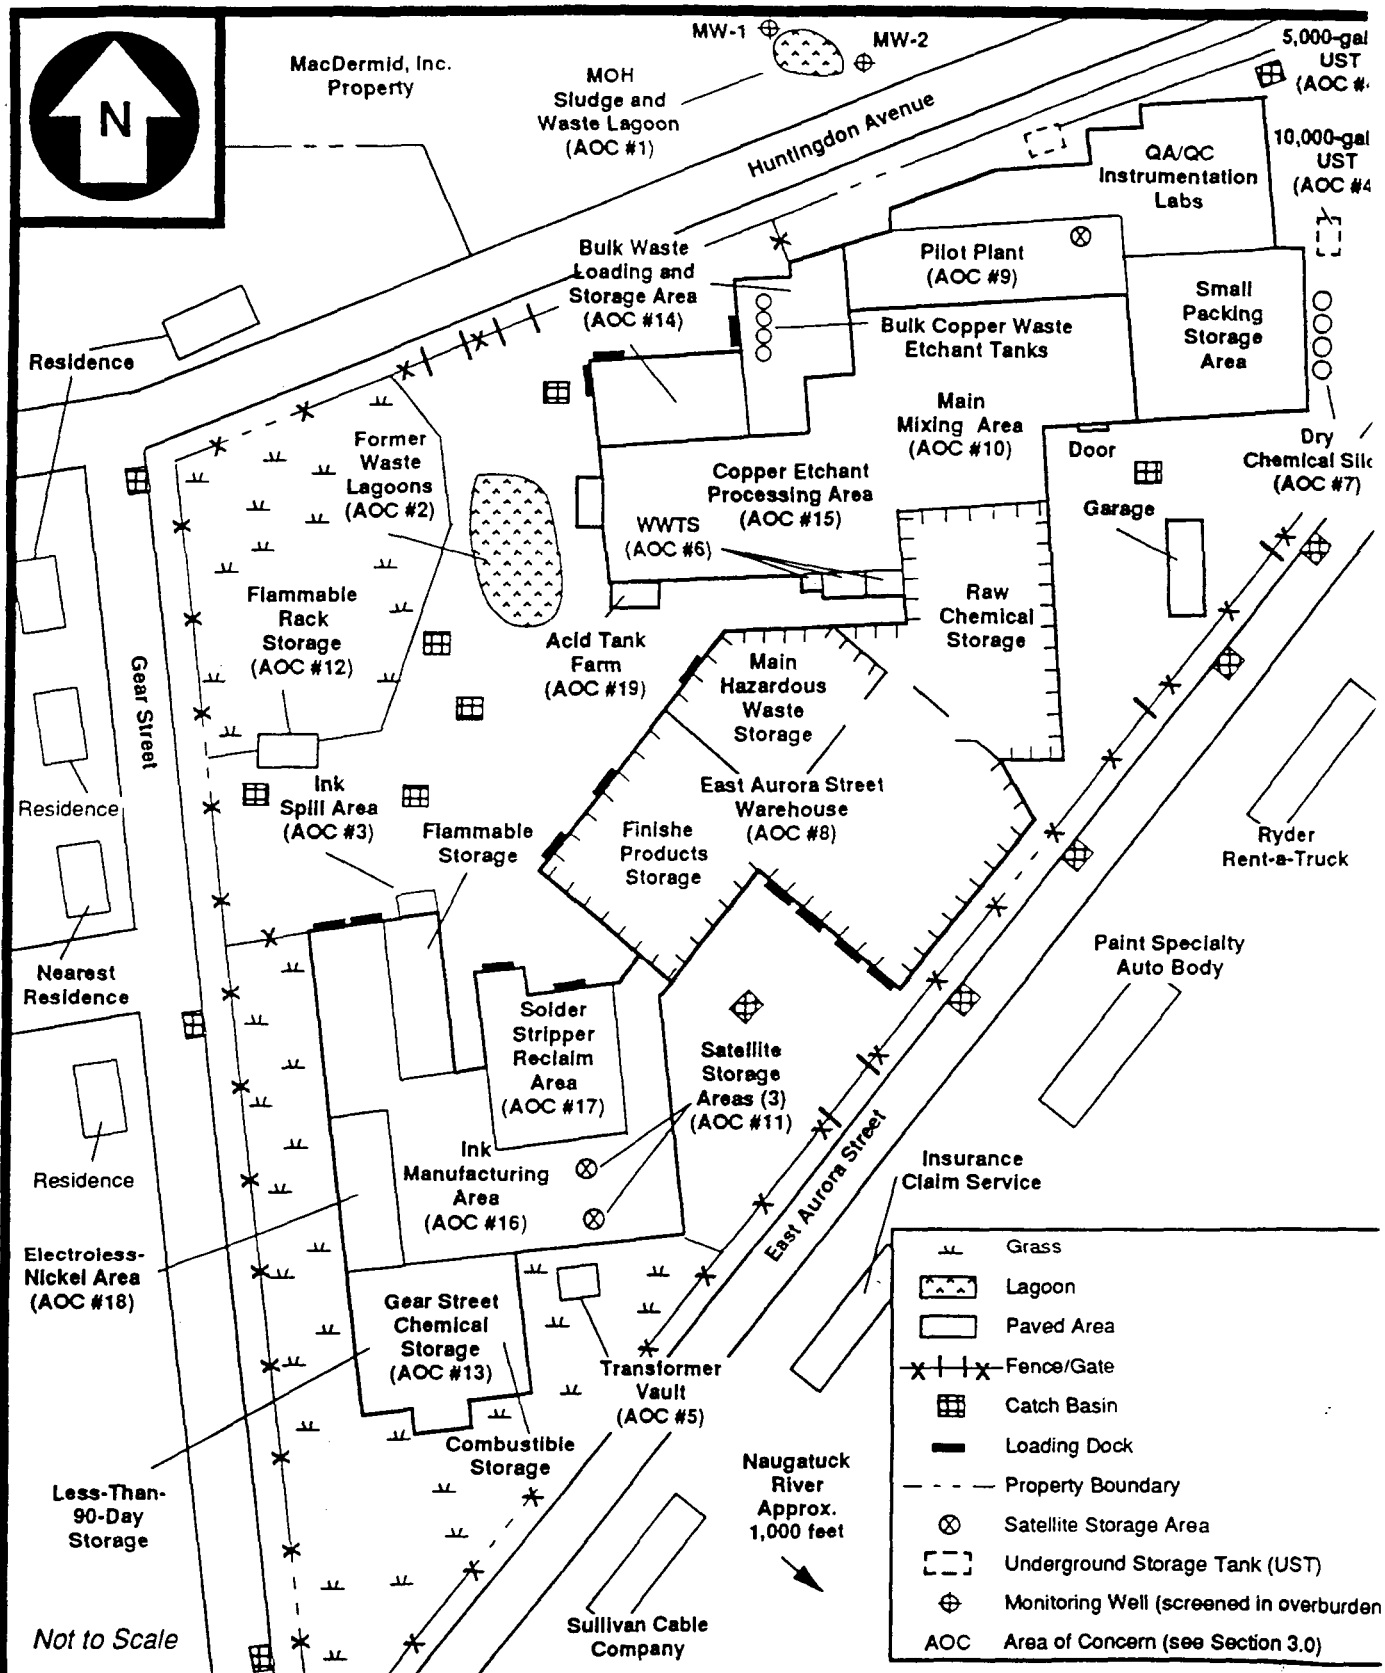 N
MacDermid, Inc.
Property
MW-1
MW-2
MOH
Sludge and
Waste Lagoon
(AOC #1)
Huntingdon Avenue
5,000-gal
UST
(AOC #
10,000-gal
UST
(AOC #4
QA/QC
Instrumentation
Labs
Bulk Waste
Loading and
Storage Area
(AOC #14)
Pilot Plant
(AOC #9)
Small
Packing
Storage
Area
Bulk Copper Waste
Etchant Tanks
Residence
Main
Mixing Area
(AOC #10)
Door
Dry
Chemical Silo
(AOC #7)
Former
Waste
Lagoons
(AOC #2)
Copper Etchant
Processing Area
(AOC #15)
WWTS
(AOC #6)
Garage
Flammable
Rack
Storage
(AOC #12)
Raw
Chemical
Storage
Acid Tank
Farm
(AOC #19)
Main
Hazardous
Waste
Storage
Gear Street
Residence
Ink
Spill Area
(AOC #3)
East Aurora Street
Warehouse
(AOC #8)
Flammable
Storage
Finishe
Products
Storage
Ryder
Rent-a-Truck
Nearest
Residence
Paint Specialty
Auto Body
Solder
Stripper
Reclaim
Area
(AOC #17)
Satellite
Storage
Areas (3)
(AOC #11)
Residence
Ink
Manufacturing
Area
(AOC #16)
East Aurora Street
Insurance
Claim Service
Electroless-
Nickel Area
(AOC #18)
Gear Street
Chemical
Storage
(AOC #13)
Transformer
Vault
(AOC #5)
Combustible
Storage
Less-Than-
90-Day
Storage
Naugatuck
River
Approx.
1,000 feet
Sullivan Cable
Company
Not to Scale
Grass
Lagoon
Paved Area
Fence/Gate
Catch Basin
Loading Dock
Property Boundary
Satellite Storage Area
Underground Storage Tank (UST)
Monitoring Well (screened in overburden
AOC Area of Concern (see Section 3.0)